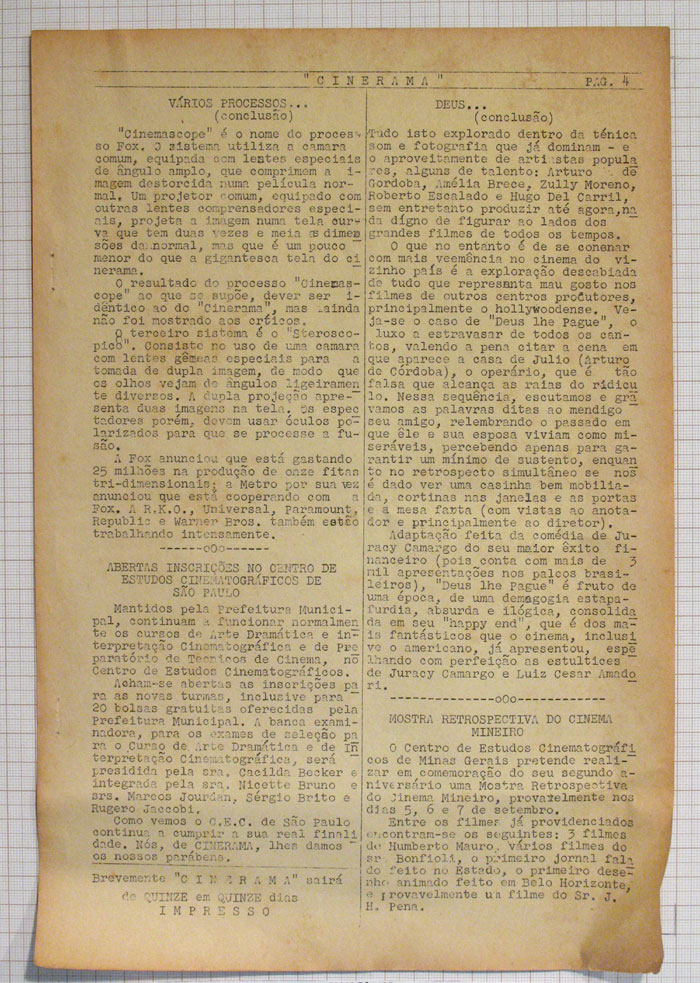 "CINERAMA" PAG. 4
VÁRIOS PROCESSOS...
(conclusão)
"Cinemascope" é o nome do proces-
so Fox. O sistema utiliza a camara
comum, equipada com lentes especiais
de ângulo amplo, que comprimem a i-
magem destorcida numa película nor-
mal. Um projetor comum, equipado com
outras lentes comprensadores especi-
ais, projeta a imagem numa tela cur-
va que tem duas vezes e meia as dimen
sões da normal, mas que é um pouco
menor do que a gigantesca tela do ci
nerama.
O resultado do processo "Cinemas-
cope" ao que se supõe, dever ser i-
dêntico ao do "Cinerama", mas ainda
não foi mostrado aos crticos.
O terceiro sistema é o "Sterosco-
pico". Consiste no uso de uma camara
com lentes gêmeas especiais para a
tomada de dupla imagem, de modo que
os olhos vejam de ângulos ligeiramen
te diversos. A dupla projeção apre-
senta duas imagens na tela. Os espec
tadores porém, devem usar óculos po-
larizados para que se processe a fu-
são.
A Fox anunciou que está gastando
25 milhões na produção de onze fitas
tri-dimensionais; a Metro por sua vez
anunciou que está cooperando com a
Fox. A R.K.O., Universal, Paramount,
Republic e Warner Bros. também estão
trabalhando intensamente.
------oOo------
ABERTAS INSCRIÇÕES NO CENTRO DE
ESTUDOS CINEMATOGRÁFICOS DE
SÃO PAULO
Mantidos pela Prefeitura Munici-
pal, continuam a funcionar normalmen
te os cursos de Arte Dramática e in-
terpretação Cinematográfica e de Pre
paratório de Tecnicos de Cinema, no
Centro de Estudos Cinematográficos.
Acham-se abertas as inscrições pa
ra as novas turmas, inclusive para
20 bolsas gratuitas oferecidas pela
Prefeitura Municipal. A banca exami-
nadora, para os exames de seleção pa
ra o Curso de Arte Dramática e de In
terpretação Cinematográfica, será
presidida pela sra. Cacilda Becker e
integrada pela sra. Nicette Bruno e
srs. Marcos Jourdan, Sérgio Brito e
Rugero Jaccobi,
Como vemos o C.E.C. de São Paulo
continua a cumprir a sua real finali
dade. Nós, de CINERAMA, lhes damos
os nossos parábens.
Brevemente "CINERAMA" sairá
de QUINZE em QUINZE dias
IMPRESSO
DEUS...
(conclusão)
Tudo isto explorado dentro da ténica
som e fotografia que já dominam - e
o aproveitamento de artiastas popula
res, alguns de talento: Arturo de
Cordoba, Amélia Brece, Zully Moreno,
Roberto Escalado e Hugo Del Carril,
sem entretanto produzir até agora,na
da dígno de figurar ao lados dos
grandes filmes de todos os tempos.
O que no entanto é de se conenar
com mais veemência no cinema do vi-
zinho país é a exploração descabiada
de tudo que represanta mau gosto nos
filmes de outros centros produtores,
principalmente o hollywoodense. Ve-
ja-se o caso de "Deus lhe Pague", o
luxo a estravasar de todos os can-
tos, valendo a pena citar a cena em
que aparece a casa de Julio (Arturo
de Córdoba), o operário, que é tão
falsa que alcança as raias do ridicu
lo. Nessa sequência, escutamos e gra
vamos as palavras ditas ao mendigo
seu amigo, relembrando o passado em
que êle e sua esposa viviam como mi-
seráveis, percebendo apenas para ga-
rantir um mínimo de sustento, enquan
to no retrospecto simultâneo se nos
é dado ver uma casinha bem mobilia-
da, cortinas nas janelas e as portas
e a mesa farta (com vistas ao anota-
dor e principalmente ao diretor).
Adaptação feita da comédia de Ju-
racy Camargo do seu maior êxito fi-
nanceiro (pois conta com mais de 3
mil apresentações nos palcos brasi-
leiros), "Deus lhe Pague" é fruto de
uma época, de uma demagogia estapa-
furdia, absurda e ilógica, consolida
da em seu "happy end", que é dos ma-
is fantásticos que o cinema, inclusi
ve o americano, já apresentou, espe
lhando com perfeição as estultices
de Juracy Camargo e Luiz Cesar Amado
ri.
----------oOo----------
MOSTRA RETROSPECTIVA DO CINEMA
MINEIRO
O Centro de Estudos Cinematográfi
cos de Minas Gerais pretende reali-
zar em comemoração do seu segundo a-
niversário uma Mostra Retrospectiva
do Cinema Mineiro, provavelmente nos
dias 5, 6 e 7 de setembro.
Entre os filmes já providenciados
encontram-se os seguintes: 3 filmes
de Humberto Mauro, vários filmes do
sr. Bonfioli, o primeiro jornal fala
do feito no Estado, o primeiro dese-
nho animado feito em Belo Horizonte,
e provavelmente um filme do Sr. J.
H. Pena.